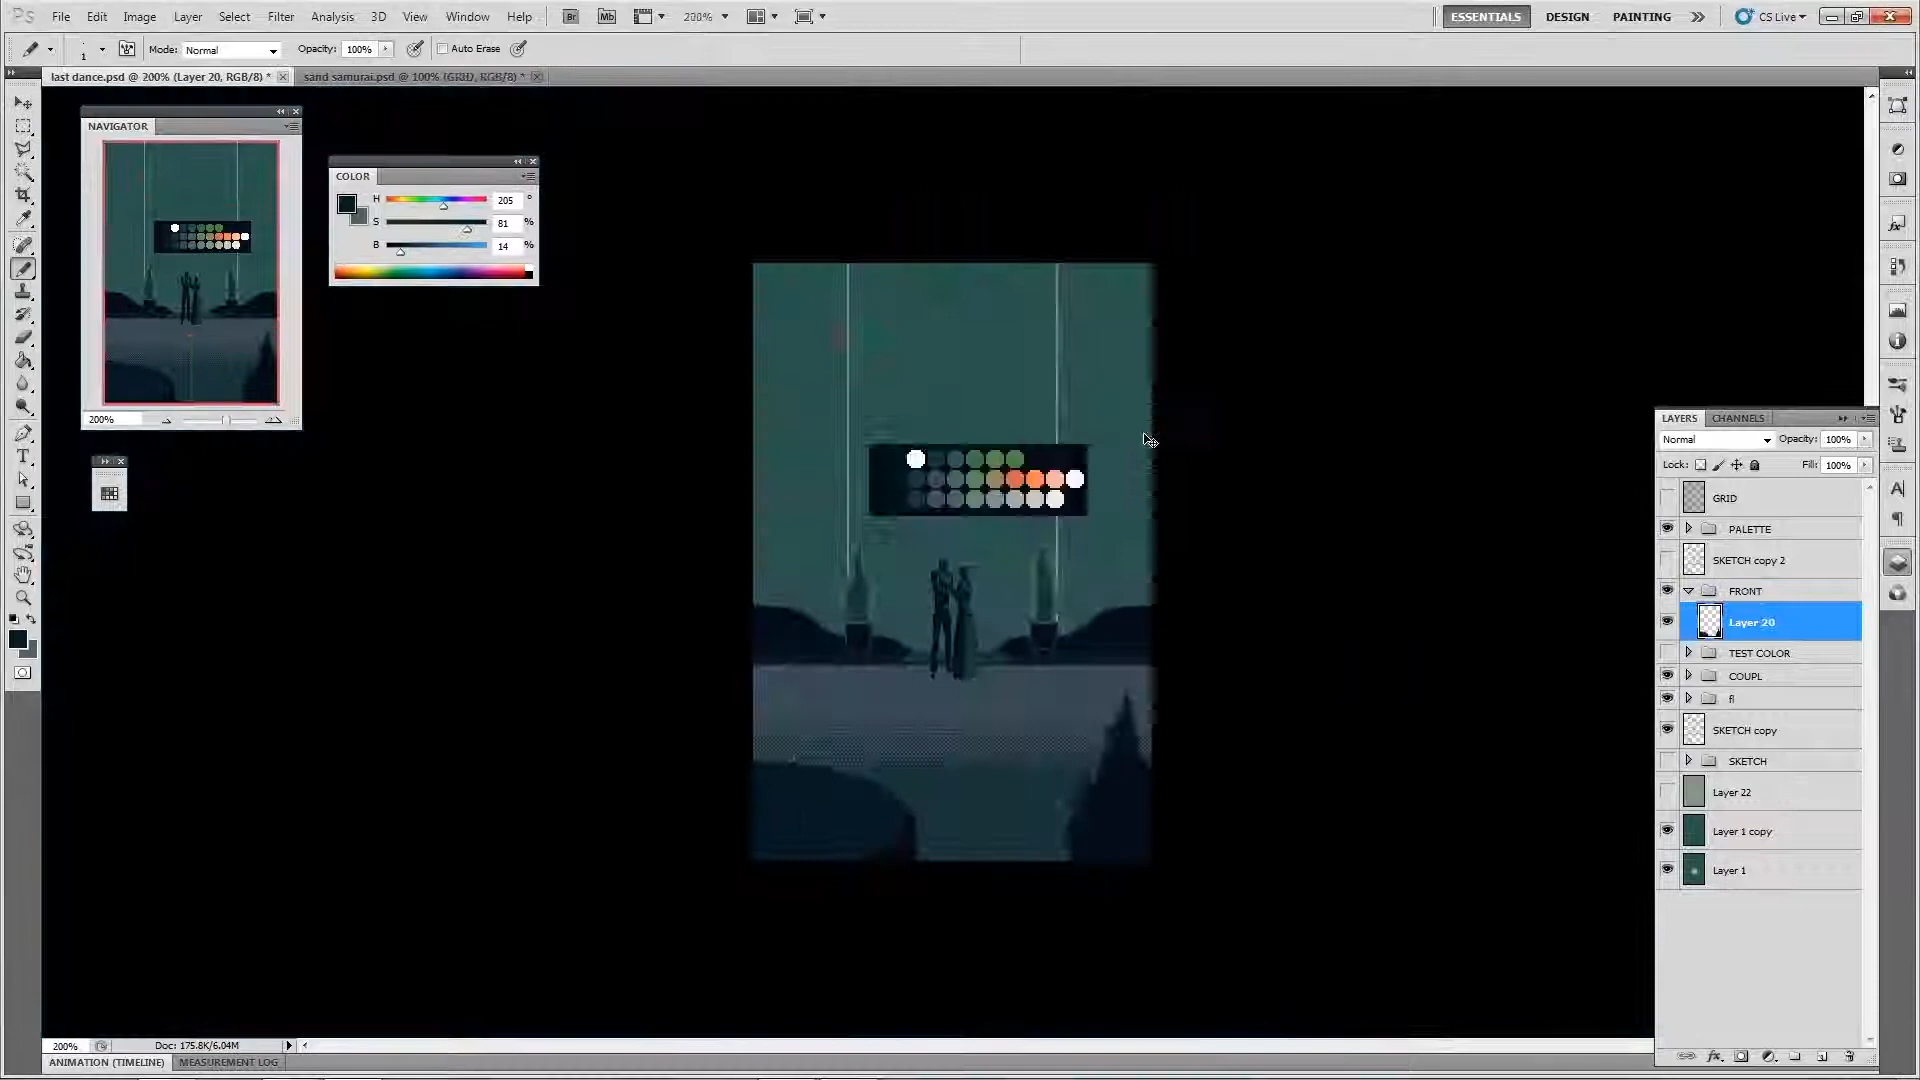 Ps File Edit Image Layer Select Filter Analysis 3D View Window Help Br Mb 200% ESSENTIALS DESIGN PAINTING CS Live
1 Mode: Normal Opacity: 100% Auto Erase
last dance.psd @ 200% (Layer 20, RGB/8) * sand samurai.psd @ 100% (GRID, RGB/8) *
NAVIGATOR
200%
COLOR
H 205 °
S 81 %
B 14 %
LAYERS CHANNELS
Normal Opacity: 100%
Lock: Fill: 100%
GRID
PALETTE
SKETCH copy 2
FRONT
Layer 20
TEST COLOR
COUPL
fl
SKETCH copy
SKETCH
Layer 22
Layer 1 copy
Layer 1
200% Doc: 175.8K/6.04M
ANIMATION (TIMELINE) MEASUREMENT LOG